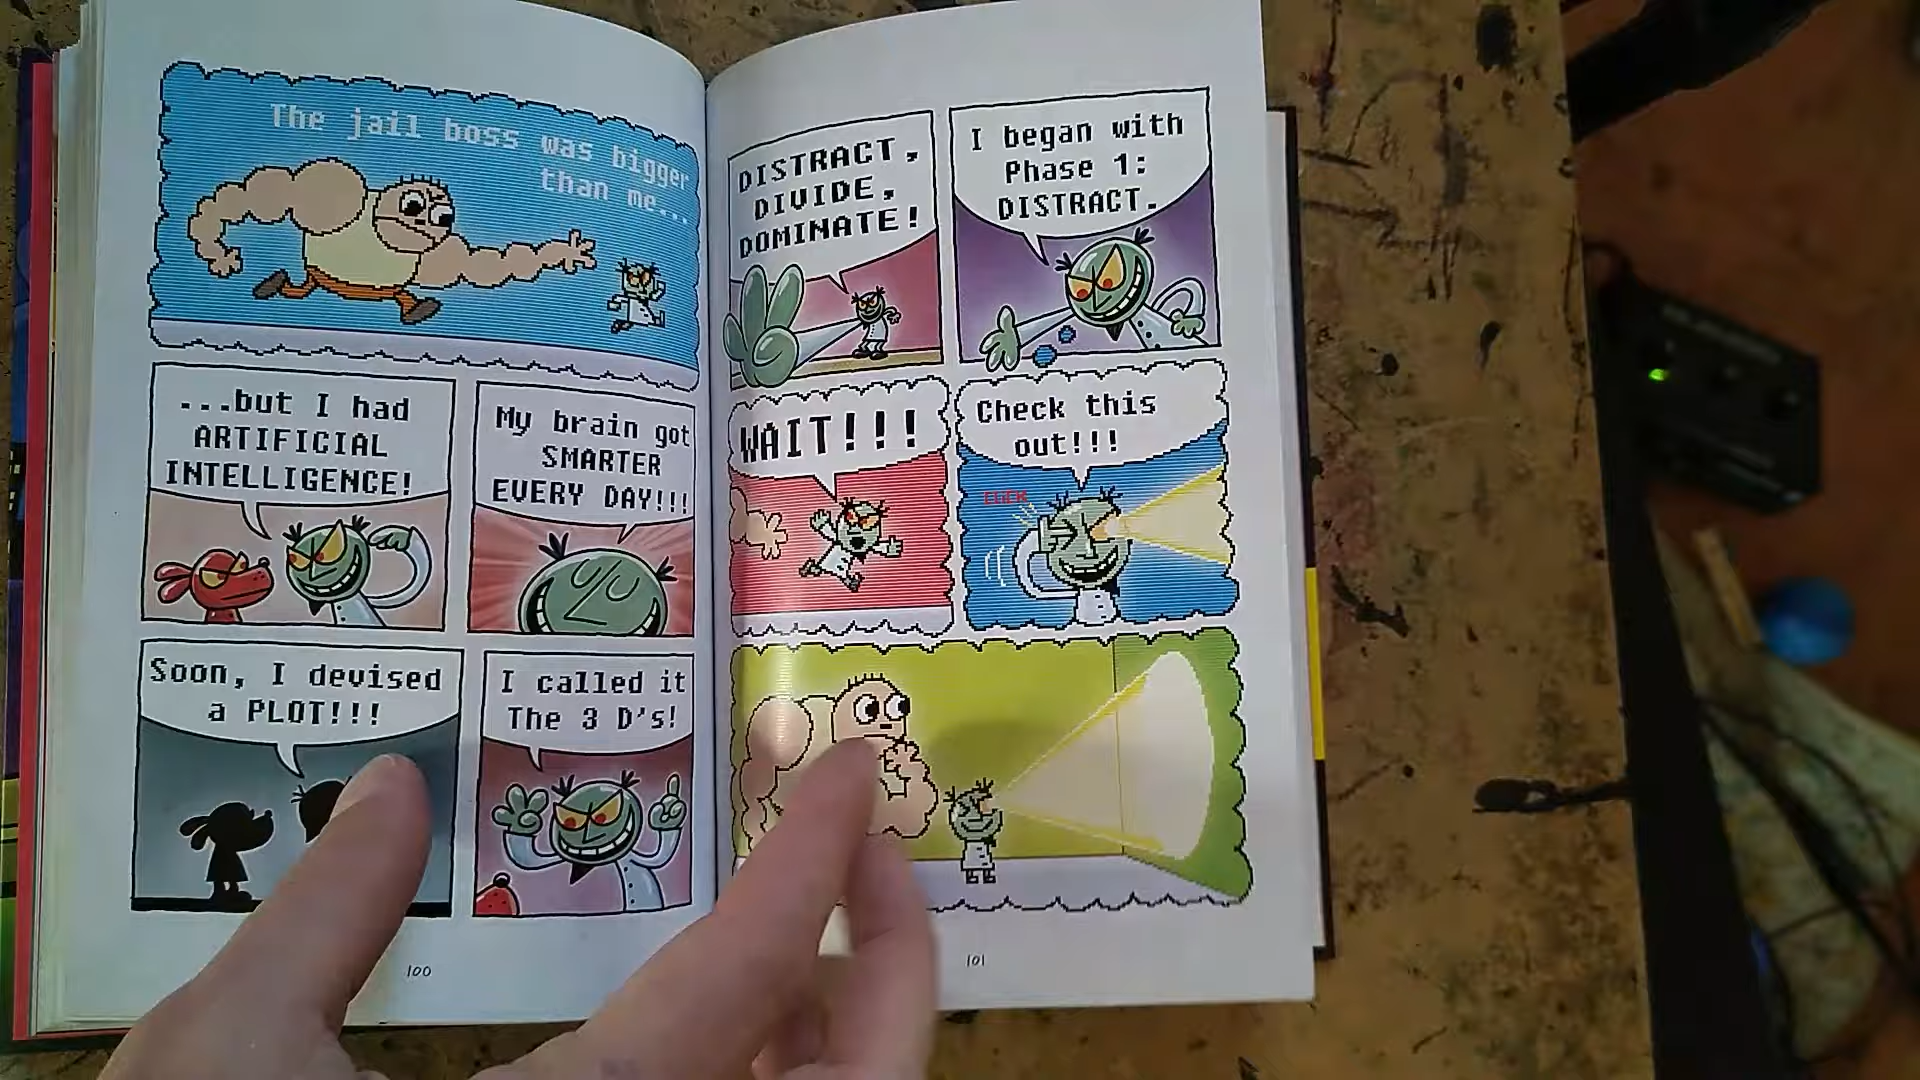 The jail boss was bigger
than me...
...but I had
ARTIFICIAL
INTELLIGENCE!
My brain got
SMARTER
EVERY DAY!!!
Soon, I devised
a PLOT!!!
I called it
The 3 D's!
100
DISTRACT,
DIVIDE,
DOMINATE!
I began with
Phase 1:
DISTRACT.
WAIT!!!
Check this
out!!!
CLICK
101